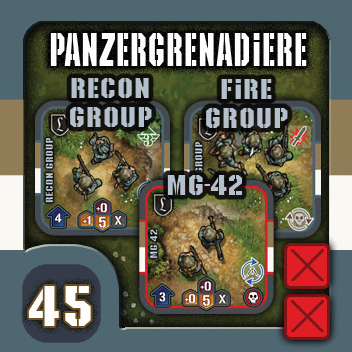 PANZERGRENADiERE
RECON
GROUP
FiRE
GROUP
RECON GROUP
GROUP
MG-42
MG-42
4
+0
+1 5 X
3
+0
+0 5 X
45